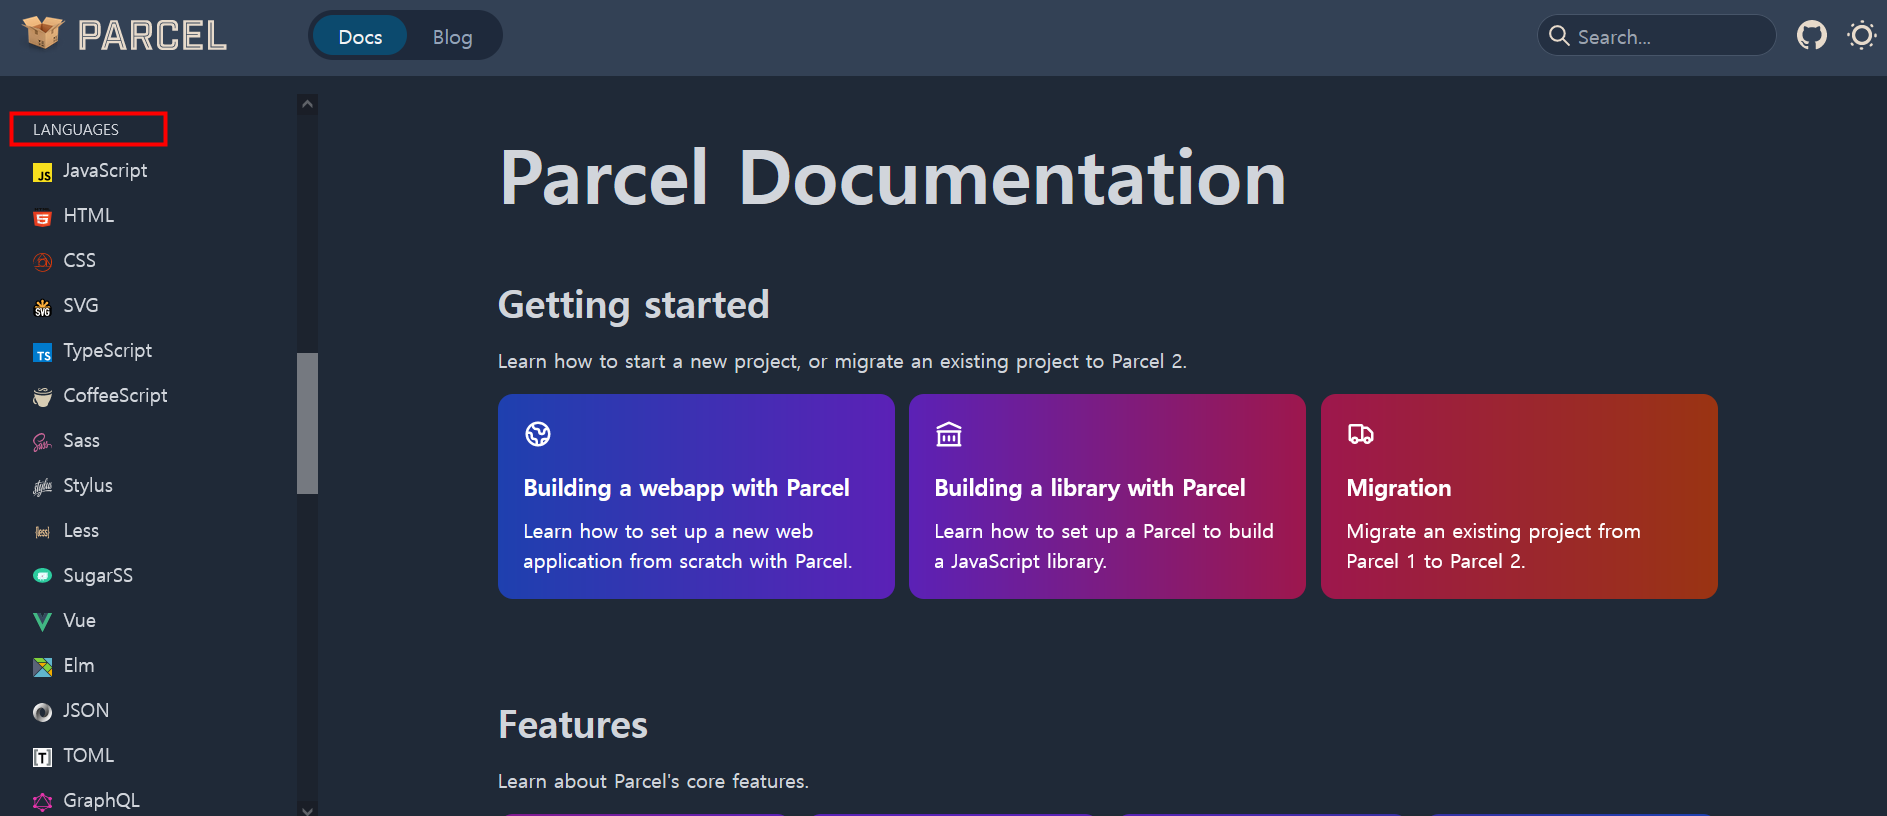 PARCEL
Docs
Blog
Search...
LANGUAGES
JavaScript
HTML
CSS
SVG
TypeScript
CoffeeScript
Sass
Stylus
Less
SugarSS
Vue
Elm
JSON
TOML
GraphQL
Parcel Documentation
Getting started
Learn how to start a new project, or migrate an existing project to Parcel 2.
Building a webapp with Parcel
Learn how to set up a new web
application from scratch with Parcel.
Building a library with Parcel
Learn how to set up a Parcel to build
a JavaScript library.
Migration
Migrate an existing project from
Parcel 1 to Parcel 2.
Features
Learn about Parcel's core features.